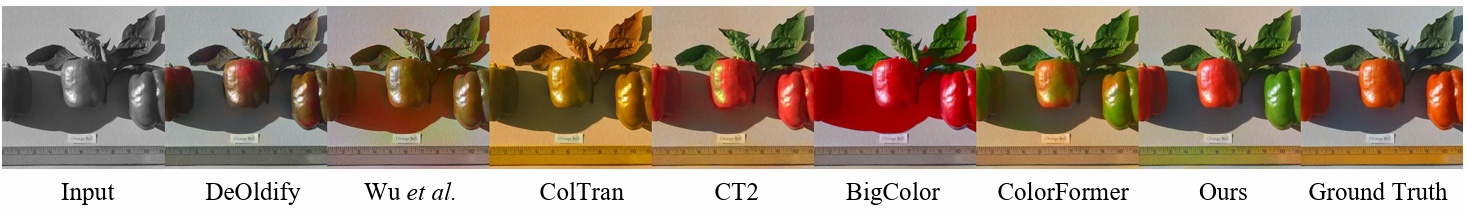 Input DeOldify Wu et al. ColTran CT2 BigColor ColorFormer Ours Ground Truth